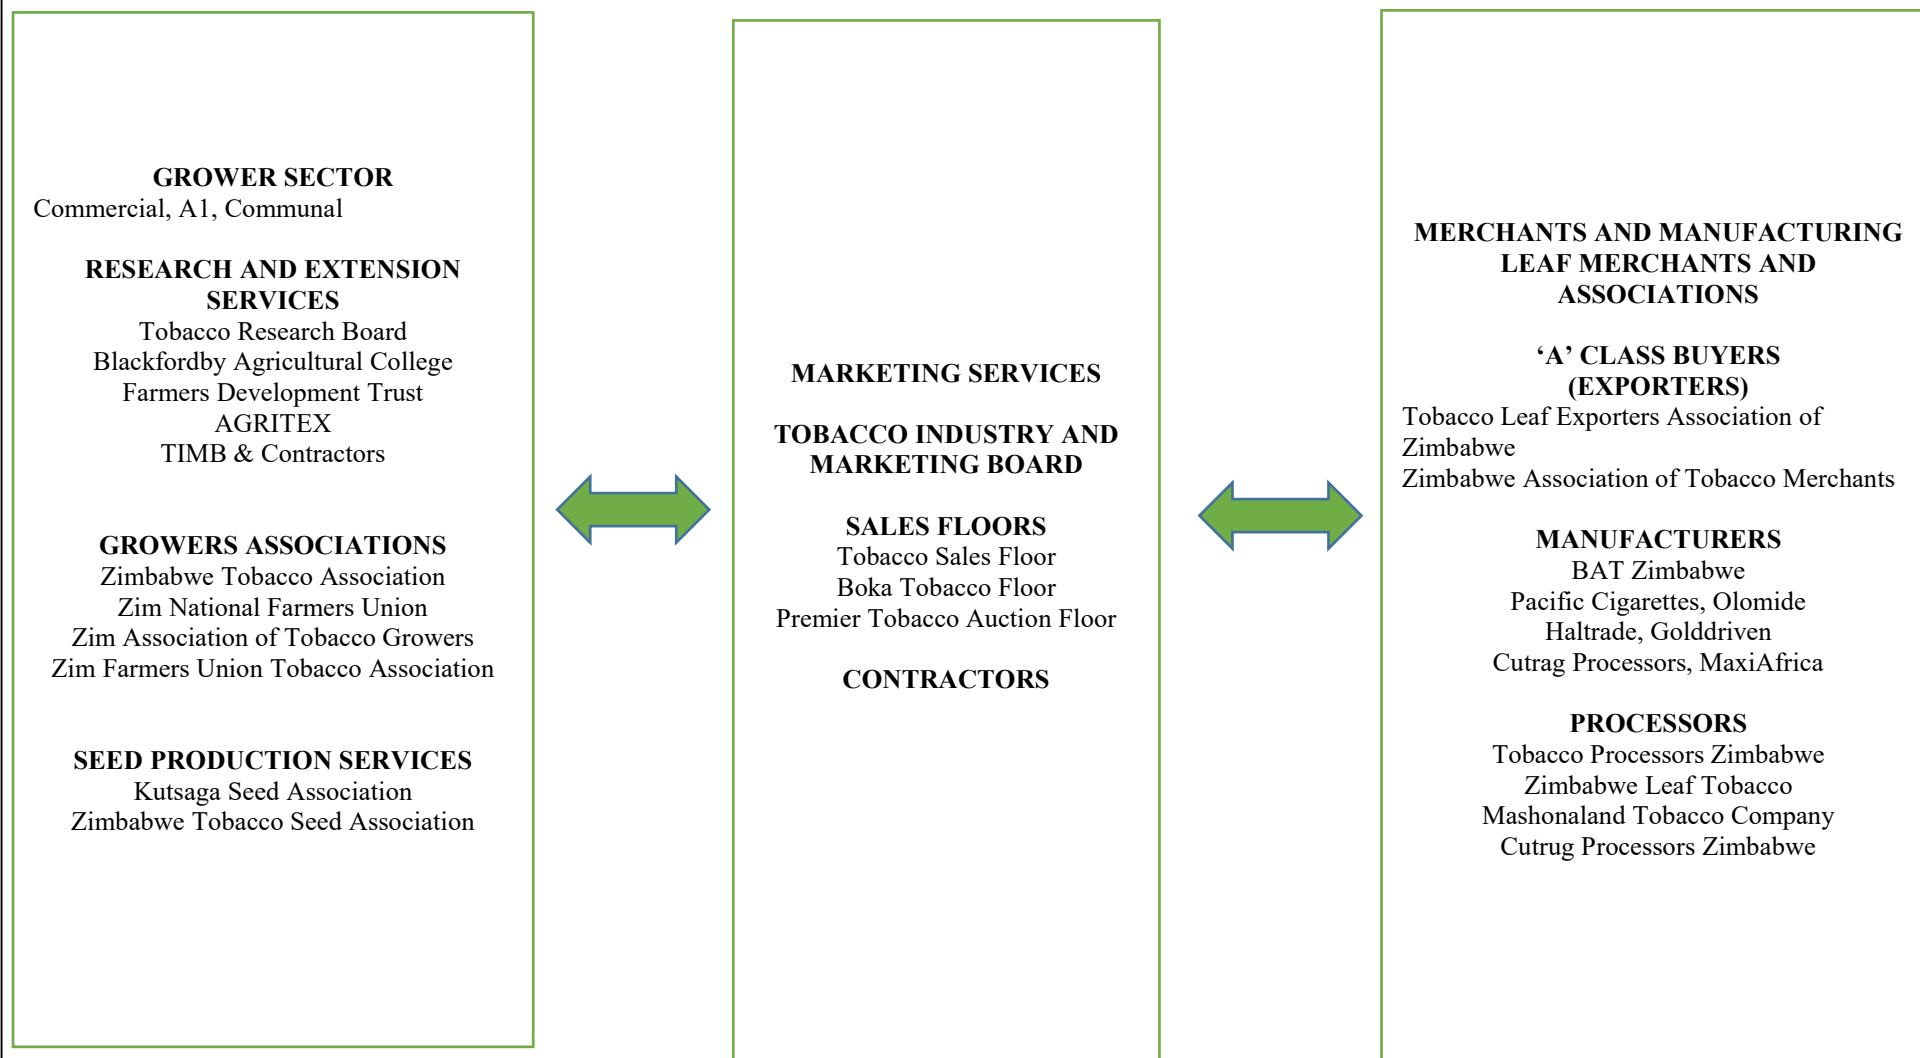 GROWER SECTOR
Commercial, A1, Communal
RESEARCH AND EXTENSION
SERVICES
Tobacco Research Board
Blackfordby Agricultural College
Farmers Development Trust
AGRITEX
TIMB & Contractors
GROWERS ASSOCIATIONS
Zimbabwe Tobacco Association
Zim National Farmers Union
Zim Association of Tobacco Growers
Zim Farmers Union Tobacco Association
SEED PRODUCTION SERVICES
Kutsaga Seed Association
Zimbabwe Tobacco Seed Association
MARKETING SERVICES
TOBACCO INDUSTRY AND
MARKETING BOARD
SALES FLOORS
Tobacco Sales Floor
Boka Tobacco Floor
Premier Tobacco Auction Floor
CONTRACTORS
MERCHANTS AND MANUFACTURING
LEAF MERCHANTS AND
ASSOCIATIONS
‘A’ CLASS BUYERS
(EXPORTERS)
Tobacco Leaf Exporters Association of
Zimbabwe
Zimbabwe Association of Tobacco Merchants
MANUFACTURERS
BAT Zimbabwe
Pacific Cigarettes, Olomide
Haltrade, Golddriven
Cutrag Processors, MaxiAfrica
PROCESSORS
Tobacco Processors Zimbabwe
Zimbabwe Leaf Tobacco
Mashonaland Tobacco Company
Cutrug Processors Zimbabwe